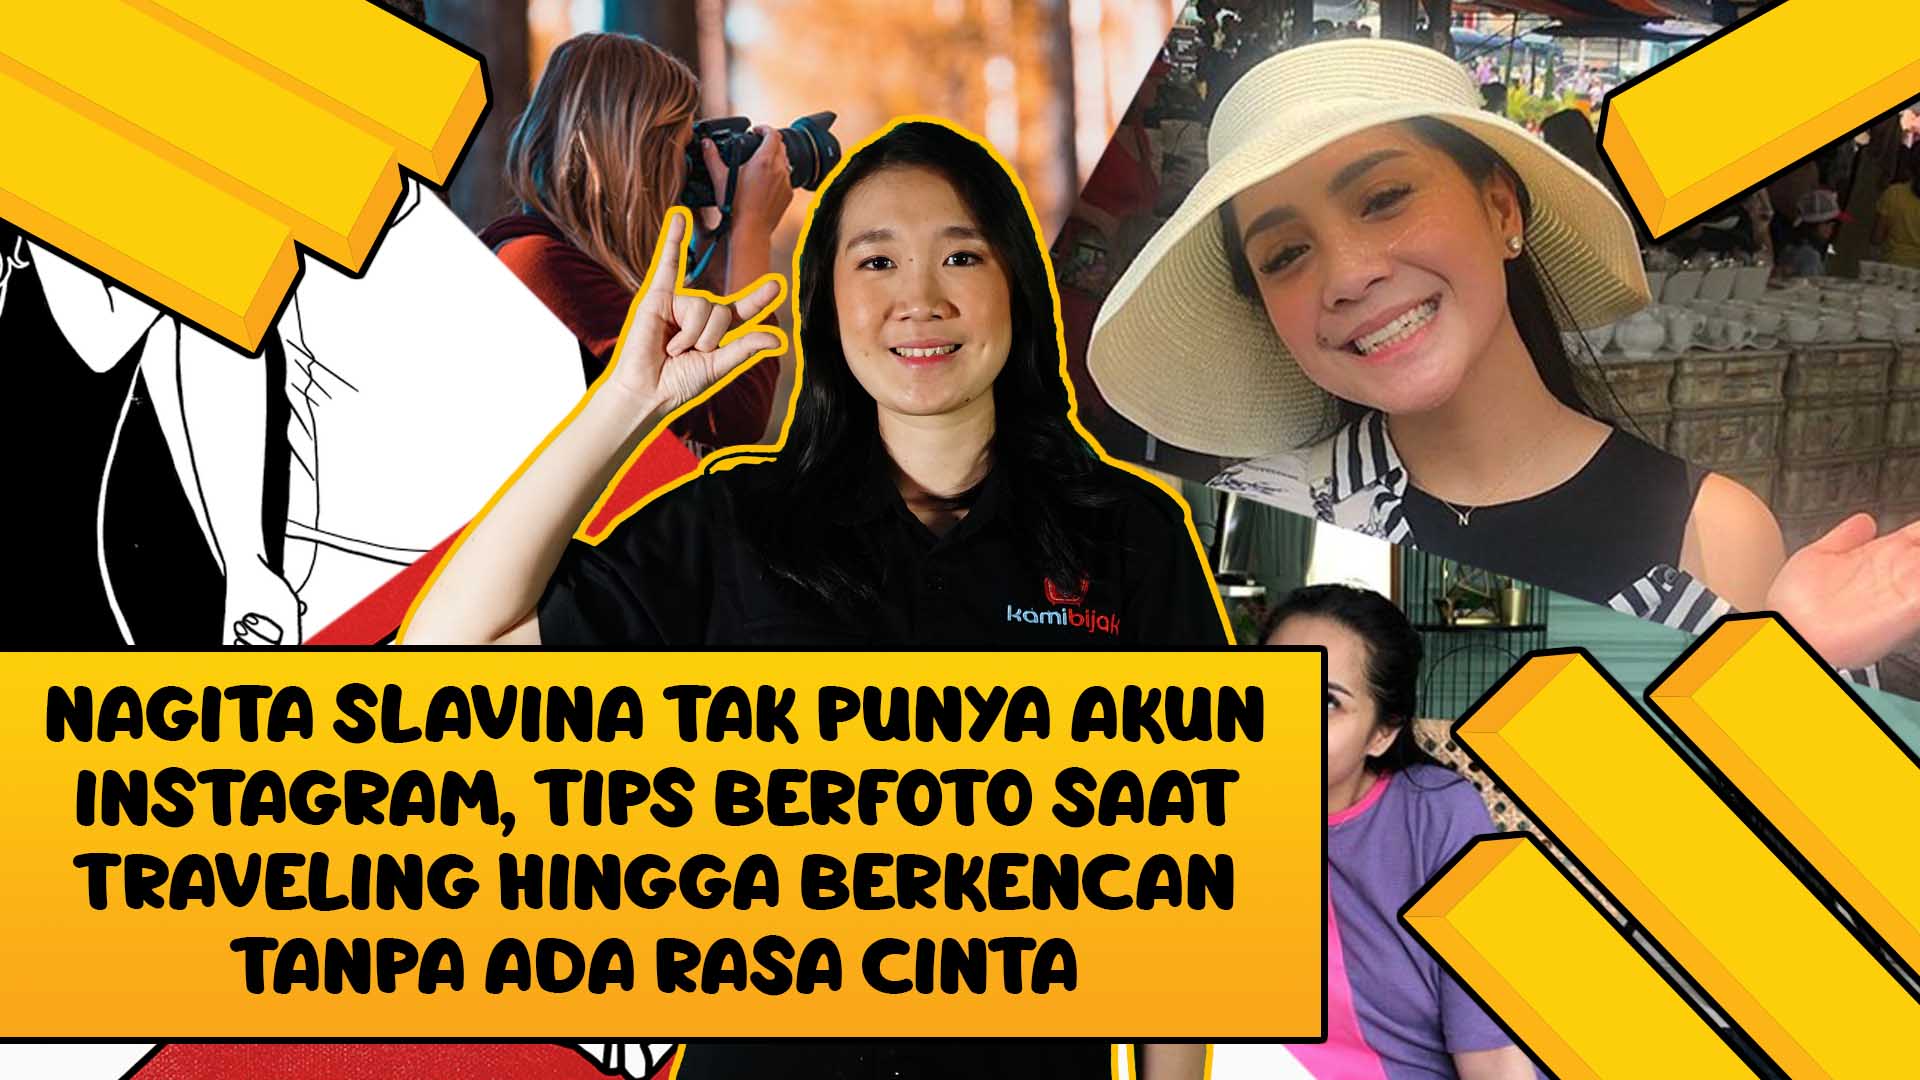 kamibijak
NAGITA SLAVINA TAK PUNYA AKUN
INSTAGRAM, TIPS BERFOTO SAAT
TRAVELING HINGGA BERKENCAN
TANPA ADA RASA CINTA